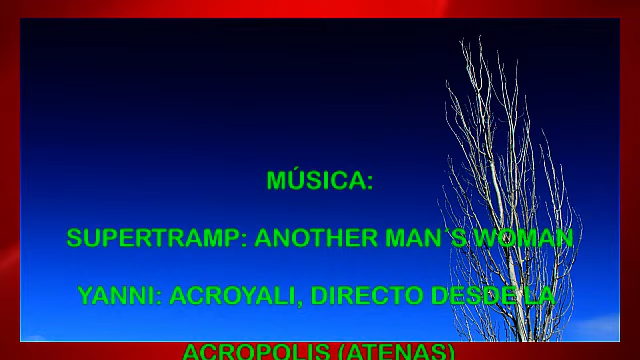 MÚSICA:
SUPERTRAMP: ANOTHER MAN´S WOMAN
YANNI: ACROYALI, DIRECTO DESDE LA
ACROPOLIS (ATENAS)